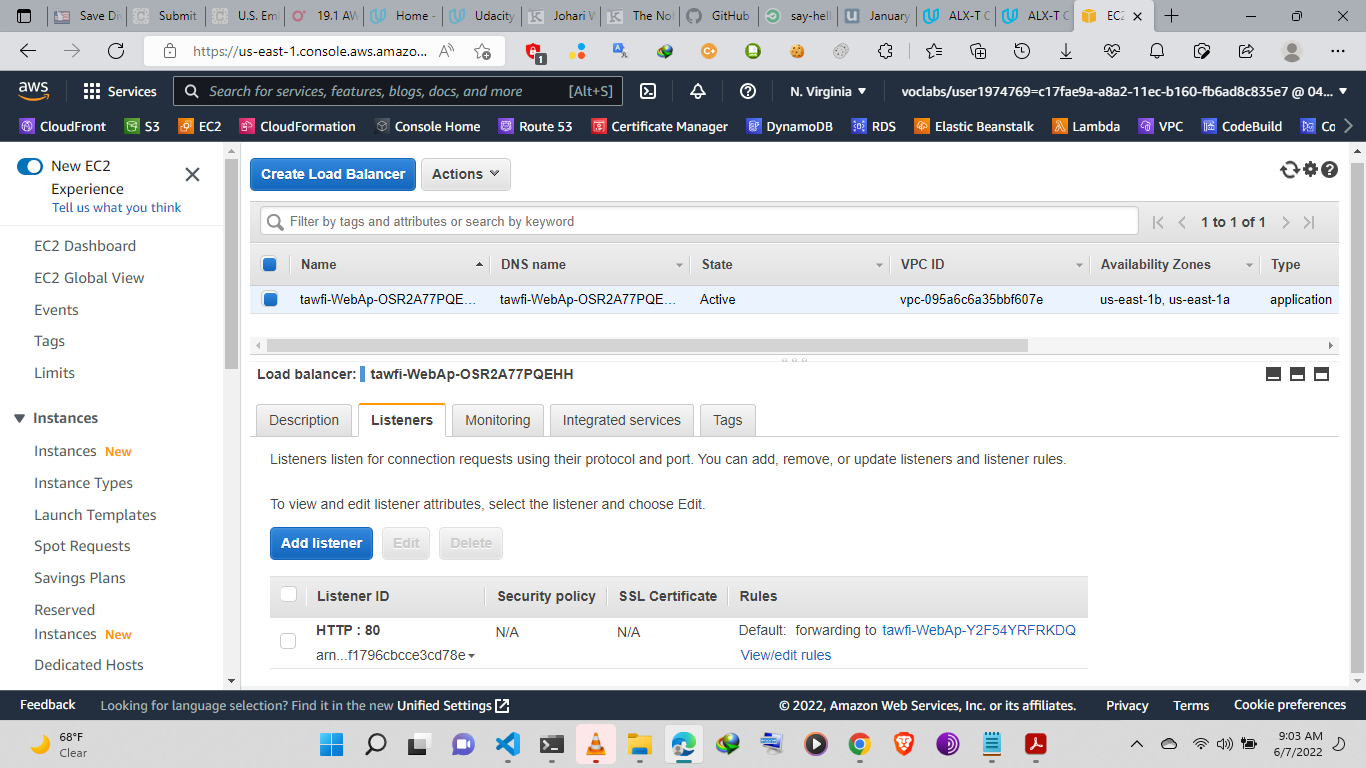 Save Div
Submit
U.S. Emb
19.1 AW
Home -
Udacity
Johari W
The Not
GitHub
say-hell
January
ALX-T C
ALX-T C
EC2
https://us-east-1.console.aws.amazo...
1
aws
Services
Search for services, features, blogs, docs, and more [Alt+S]
N. Virginia
voclabs/user1974769=c17fae9a-a8a2-11ec-b160-fb6ad8c835e7 @ 04...
CloudFront
S3
EC2
CloudFormation
Console Home
Route 53
Certificate Manager
DynamoDB
RDS
Elastic Beanstalk
Lambda
VPC
CodeBuild
Co
New EC2
Experience
Tell us what you think
EC2 Dashboard
EC2 Global View
Events
Tags
Limits
Instances
Instances New
Instance Types
Launch Templates
Spot Requests
Savings Plans
Reserved
Instances New
Dedicated Hosts
Create Load Balancer
Actions
Filter by tags and attributes or search by keyword
1 to 1 of 1
Name DNS name State VPC ID Availability Zones Type
tawfi-WebAp-OSR2A77PQE... tawfi-WebAp-OSR2A77PQE... Active vpc-095a6c6a35bbf607e us-east-1b, us-east-1a application
Load balancer: tawfi-WebAp-OSR2A77PQEHH
Description Listeners Monitoring Integrated services Tags
Listeners listen for connection requests using their protocol and port. You can add, remove, or update listeners and listener rules.
To view and edit listener attributes, select the listener and choose Edit.
Add listener Edit Delete
Listener ID Security policy SSL Certificate Rules
HTTP : 80 N/A N/A Default: forwarding to tawfi-WebAp-Y2F54YRFRKDQ
arn...f1796cbcce3cd78e View/edit rules
Feedback Looking for language selection? Find it in the new Unified Settings © 2022, Amazon Web Services, Inc. or its affiliates. Privacy Terms Cookie preferences
68°F
Clear
9:03 AM
6/7/2022